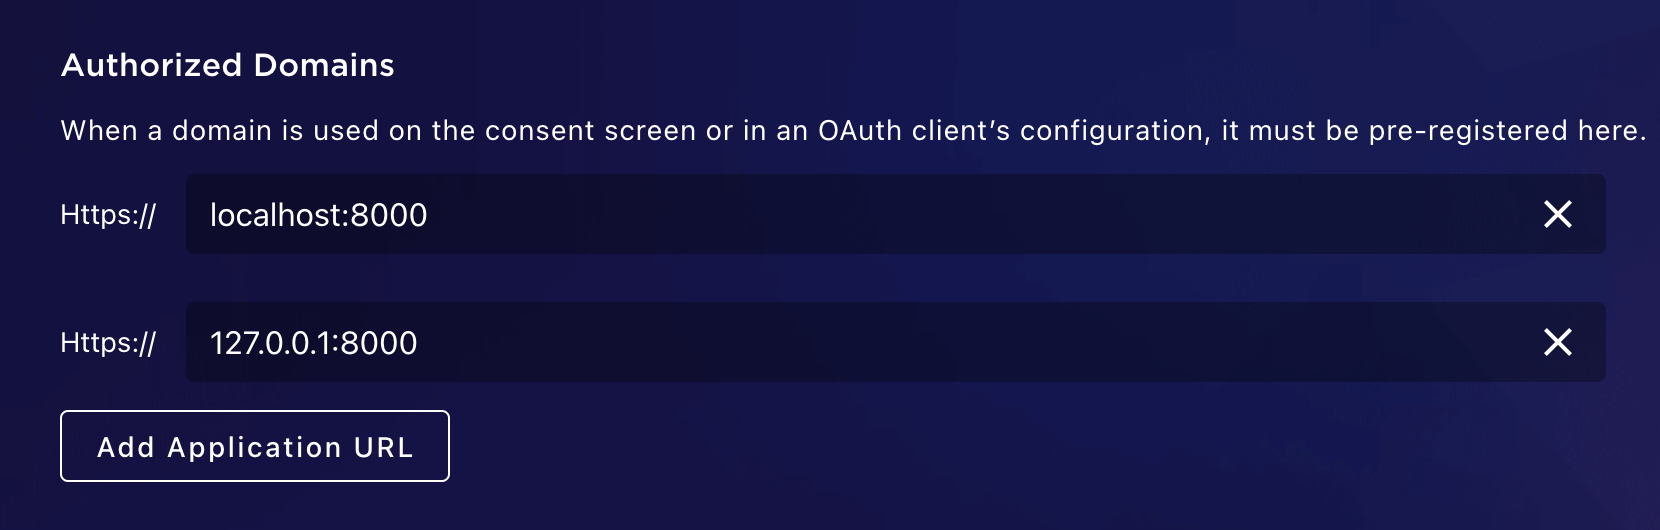 Authorized Domains
When a domain is used on the consent screen or in an OAuth client’s configuration, it must be pre-registered here.
Https:// localhost:8000
Https:// 127.0.0.1:8000
Add Application URL